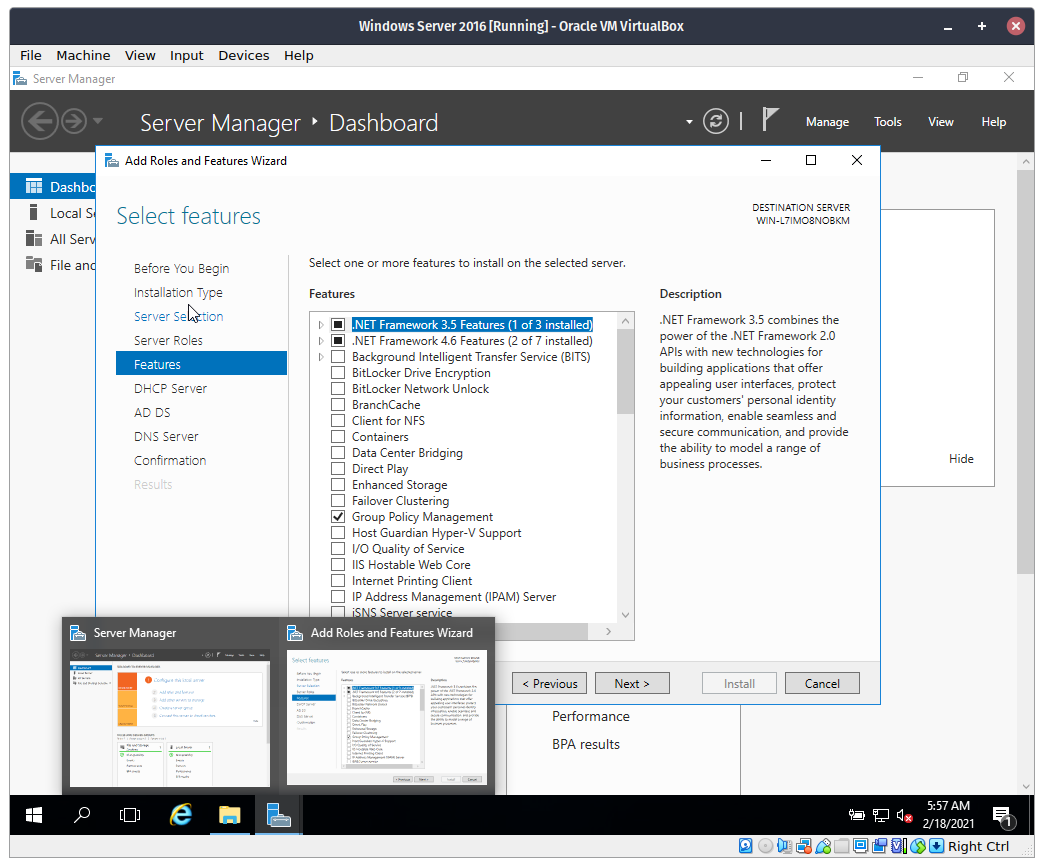 Windows Server 2016 [Running] - Oracle VM VirtualBox
File Machine View Input Devices Help
Server Manager
Server Manager ‣ Dashboard
Manage Tools View Help
Add Roles and Features Wizard
Dashbo
Local Se
All Serv
File and
Select features
DESTINATION SERVER
WIN-L7IMO8NOBKM
Before You Begin
Installation Type
Server Selection
Server Roles
Features
DHCP Server
AD DS
DNS Server
Confirmation
Results
Select one or more features to install on the selected server.
Features
.NET Framework 3.5 Features (1 of 3 installed)
.NET Framework 4.6 Features (2 of 7 installed)
Background Intelligent Transfer Service (BITS)
BitLocker Drive Encryption
BitLocker Network Unlock
BranchCache
Client for NFS
Containers
Data Center Bridging
Direct Play
Enhanced Storage
Failover Clustering
Group Policy Management
Host Guardian Hyper-V Support
I/O Quality of Service
IIS Hostable Web Core
Internet Printing Client
IP Address Management (IPAM) Server
iSNS Server service
Description
.NET Framework 3.5 combines the
power of the .NET Framework 2.0
APIs with new technologies for
building applications that offer
appealing user interfaces, protect
your customers' personal identity
information, enable seamless and
secure communication, and provide
the ability to model a range of
business processes.
Hide
< Previous
Next >
Install
Cancel
Performance
BPA results
Server Manager
Add Roles and Features Wizard
5:57 AM
2/18/2021
1
Right Ctrl